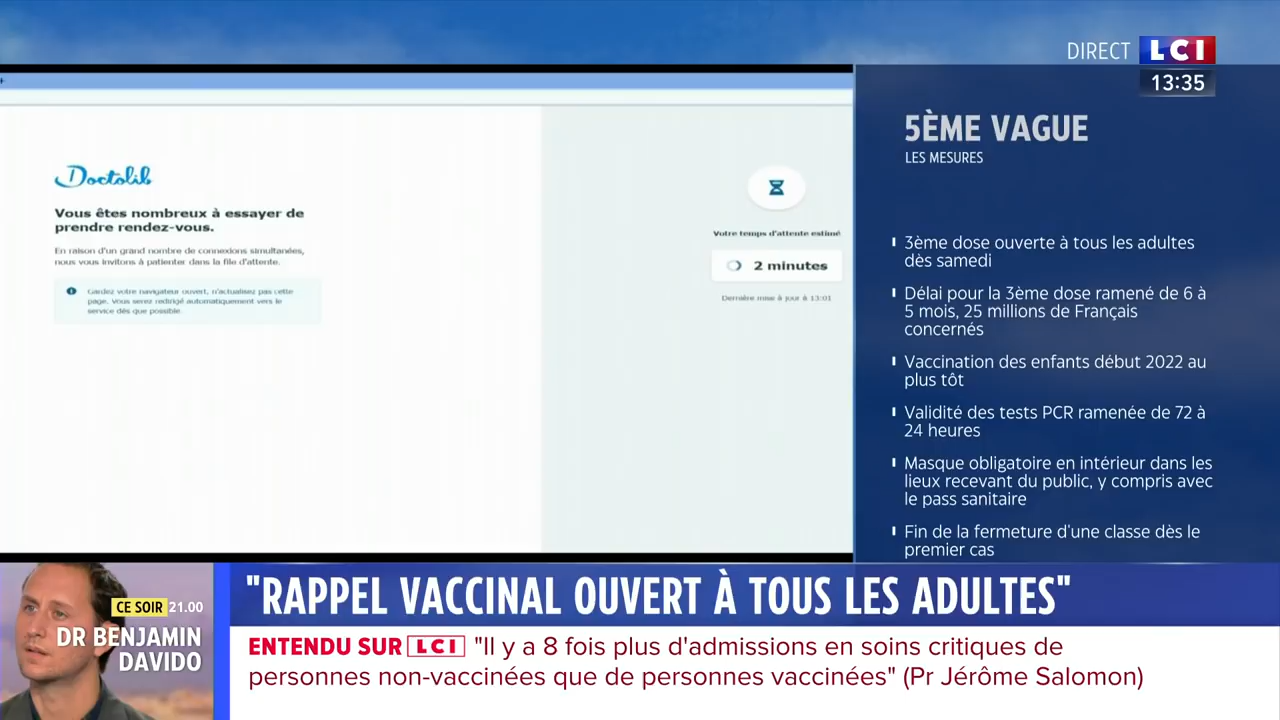 DIRECT LCI
13:35
Doctolib
Vous êtes nombreux à essayer de
prendre rendez-vous.
En raison d'un grand nombre de connexions simultanées,
nous vous invitons à patienter dans la file d'attente.
Gardez votre navigateur ouvert, n'actualisez pas cette
page. Vous serez redirigé automatiquement vers le
service dès que possible.
Votre temps d'attente estimé
2 minutes
Dernière mise à jour à 13:01
5ÈME VAGUE
LES MESURES
3ème dose ouverte à tous les adultes
dès samedi
Délai pour la 3ème dose ramené de 6 à
5 mois, 25 millions de Français
concernés
Vaccination des enfants début 2022 au
plus tôt
Validité des tests PCR ramenée de 72 à
24 heures
Masque obligatoire en intérieur dans les
lieux recevant du public, y compris avec
le pass sanitaire
Fin de la fermeture d'une classe dès le
premier cas
CE SOIR 21.00
DR BENJAMIN
DAVIDO
"RAPPEL VACCINAL OUVERT À TOUS LES ADULTES"
ENTENDU SUR LCI "Il y a 8 fois plus d'admissions en soins critiques de
personnes non-vaccinées que de personnes vaccinées" (Pr Jérôme Salomon)